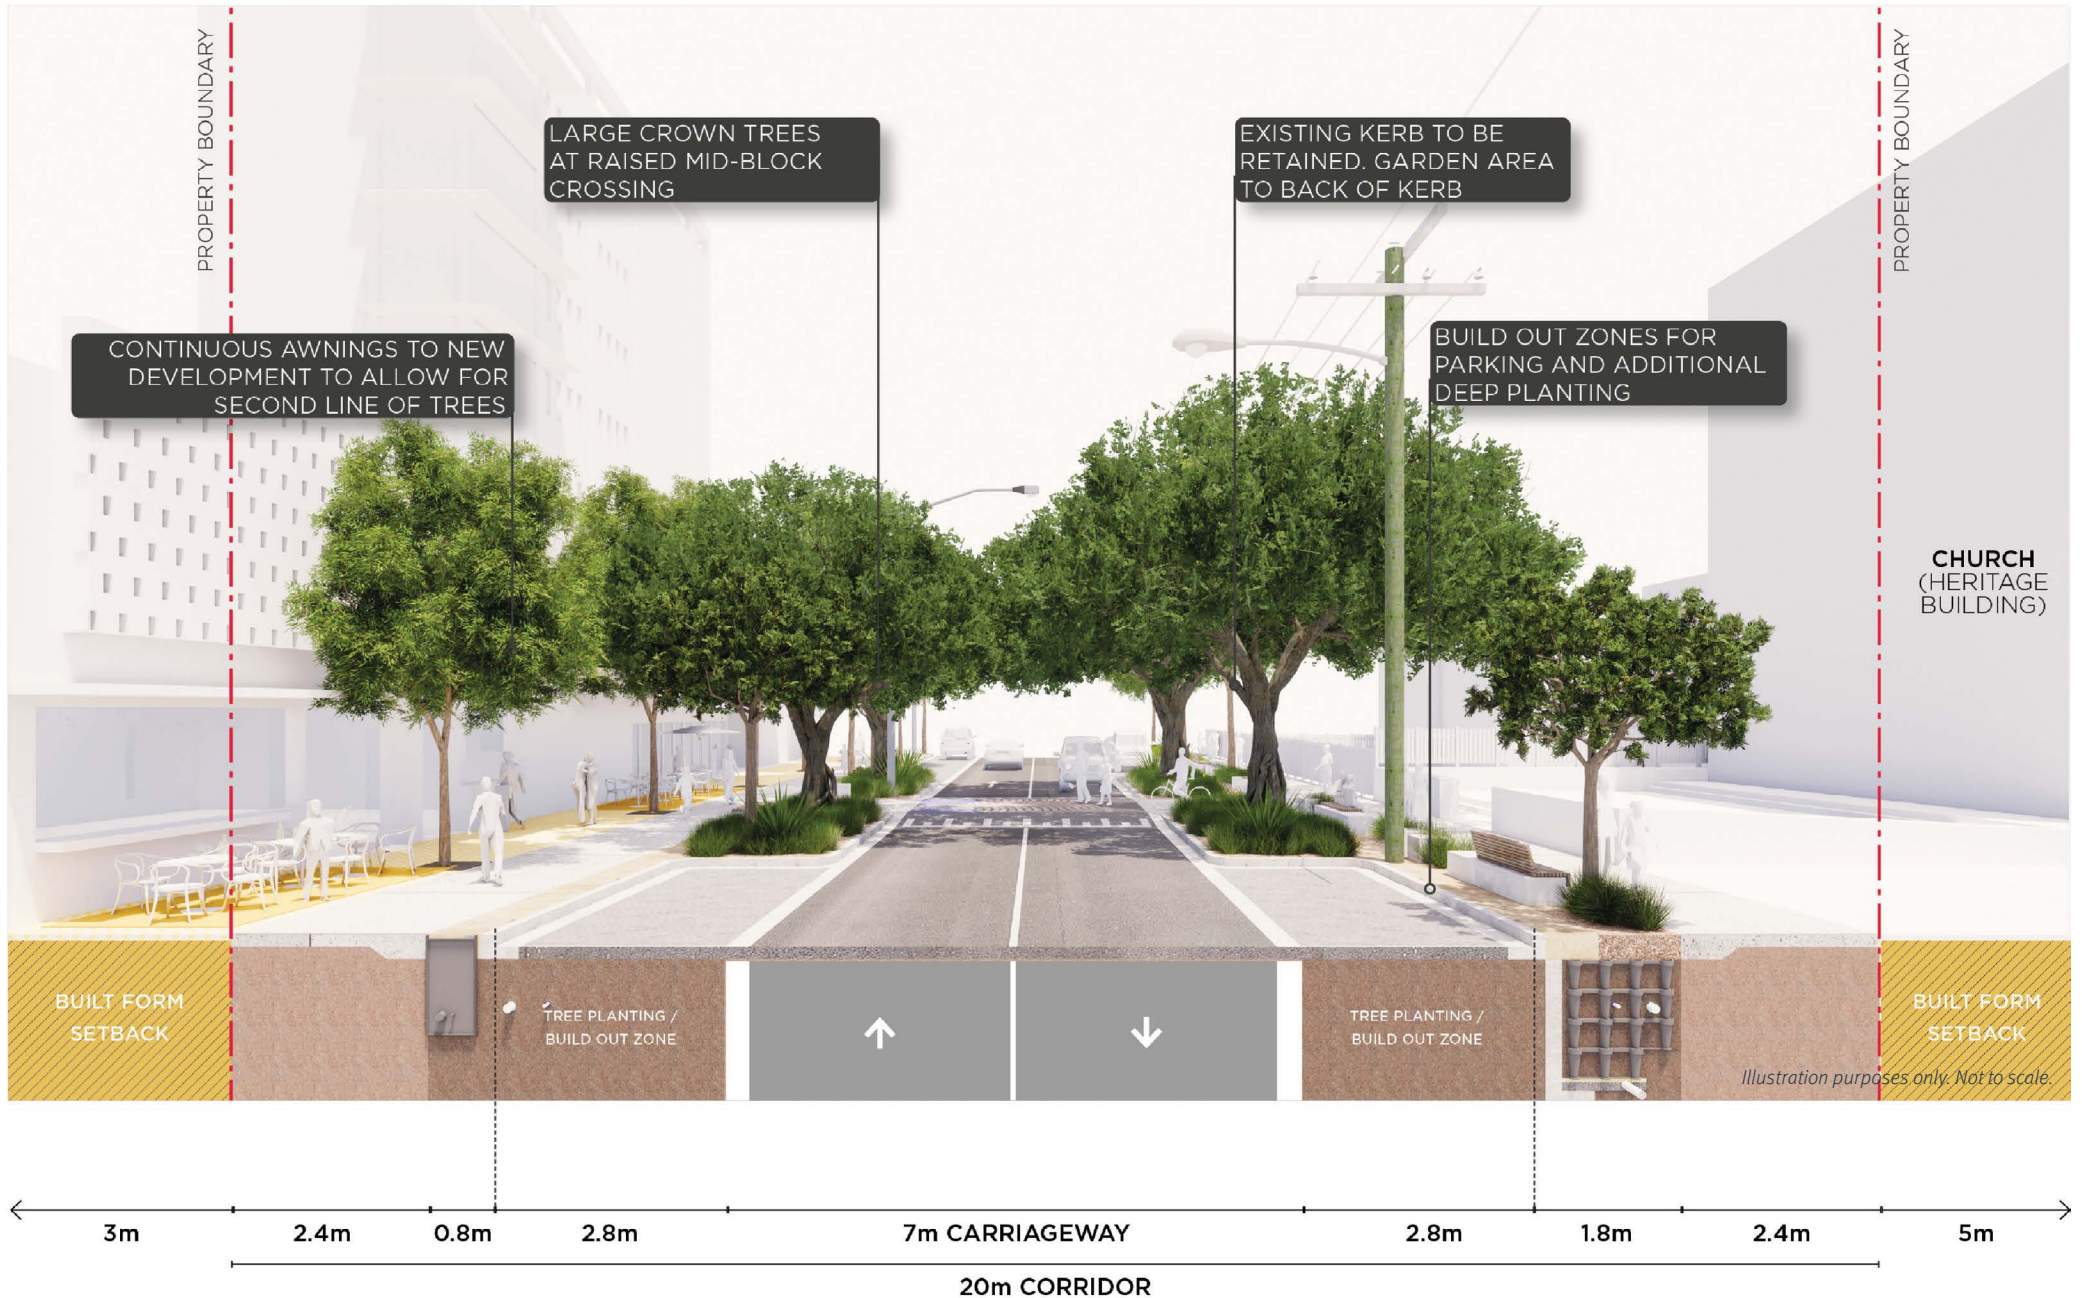 PROPERTY BOUNDARY
PROPERTY BOUNDARY
LARGE CROWN TREES
AT RAISED MID-BLOCK
CROSSING
EXISTING KERB TO BE
RETAINED. GARDEN AREA
TO BACK OF KERB
CONTINUOUS AWNINGS TO NEW
DEVELOPMENT TO ALLOW FOR
SECOND LINE OF TREES
BUILD OUT ZONES FOR
PARKING AND ADDITIONAL
DEEP PLANTING
CHURCH
(HERITAGE
BUILDING)
BUILT FORM
SETBACK
TREE PLANTING /
BUILD OUT ZONE
TREE PLANTING /
BUILD OUT ZONE
BUILT FORM
SETBACK
Illustration purposes only. Not to scale.
3m
2.4m
0.8m
2.8m
7m CARRIAGEWAY
2.8m
1.8m
2.4m
5m
20m CORRIDOR